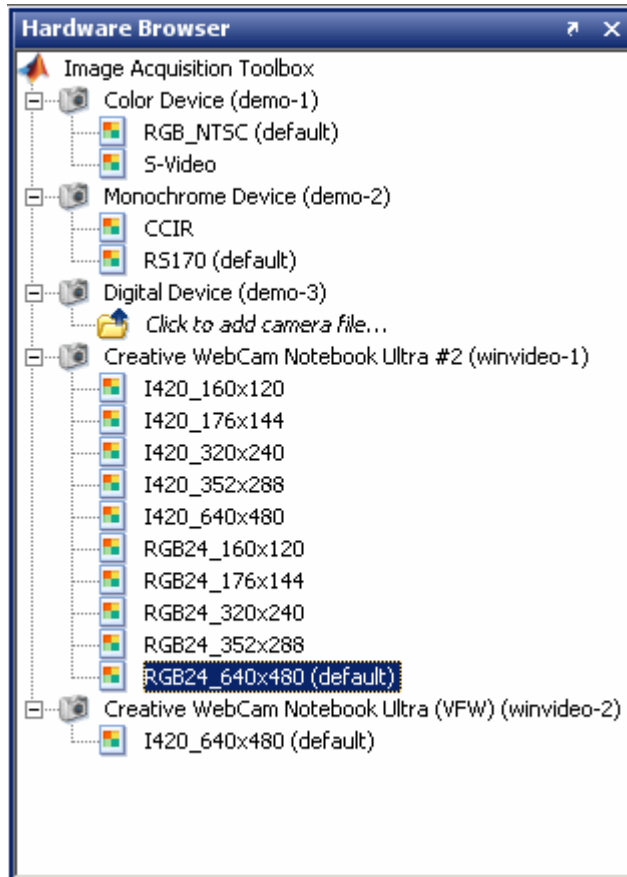 Hardware Browser
Image Acquisition Toolbox
Color Device (demo-1)
RGB_NTSC (default)
S-Video
Monochrome Device (demo-2)
CCIR
RS170 (default)
Digital Device (demo-3)
Click to add camera file...
Creative WebCam Notebook Ultra #2 (winvideo-1)
I420_160x120
I420_176x144
I420_320x240
I420_352x288
I420_640x480
RGB24_160x120
RGB24_176x144
RGB24_320x240
RGB24_352x288
RGB24_640x480 (default)
Creative WebCam Notebook Ultra (VFW) (winvideo-2)
I420_640x480 (default)